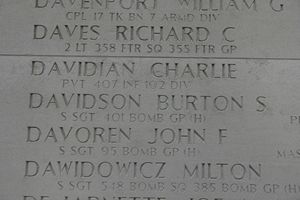 DAVENPORT WILLIAM G
CPL 17 TK BN 7 ARMD DIV
DAVES RICHARD C
2 LT 358 FTR SQ 355 FTR GP
DAVIDIAN CHARLIE
PVT 407 INF 102 DIV
DAVIDSON BURTON S
S SGT 401 BOMB GP (H)
DAVOREN JOHN F
S SGT 95 BOMB GP (H)
DAWIDOWICZ MILTON
S SGT 548 BOMB SQ 385 BOMB GP (H)
DE JARNETTE